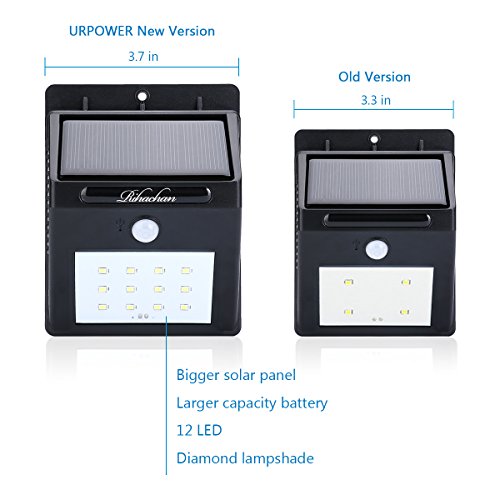 URPOWER New Version
3.7 in
Old Version
3.3 in
Rihachan
Bigger solar panel
Larger capacity battery
12 LED
Diamond lampshade